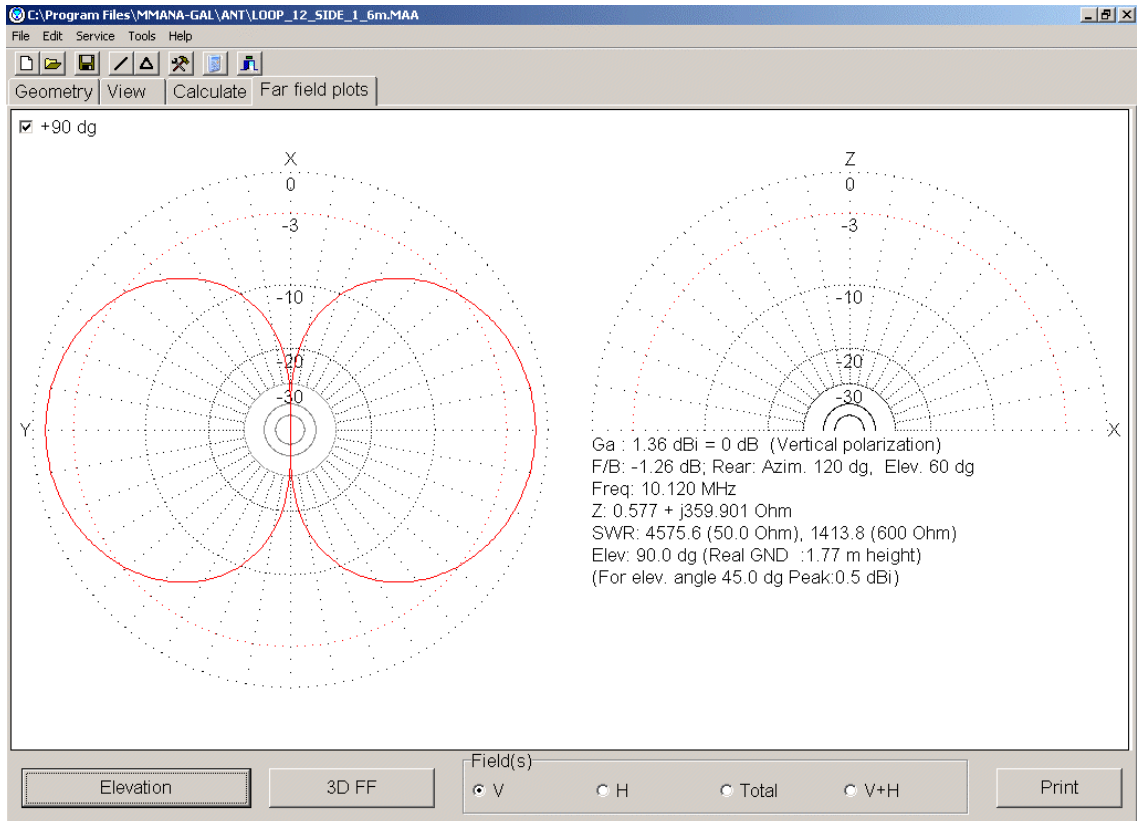 C:\Program Files\MMANA-GAL\ANT\LOOP_12_SIDE_1_6m.MAA
File Edit Service Tools Help
Geometry View Calculate Far field plots
+90 dg
X
0
-3
-10
-20
-30
Y
Z
0
-3
-10
-20
-30
X
Ga : 1.36 dBi = 0 dB (Vertical polarization)
F/B: -1.26 dB; Rear: Azim. 120 dg, Elev. 60 dg
Freq: 10.120 MHz
Z: 0.577 + j359.901 Ohm
SWR: 4575.6 (50.0 Ohm), 1413.8 (600 Ohm)
Elev: 90.0 dg (Real GND :1.77 m height)
(For elev. angle 45.0 dg Peak:0.5 dBi)
Elevation
3D FF
Field(s)
V H Total V+H
Print